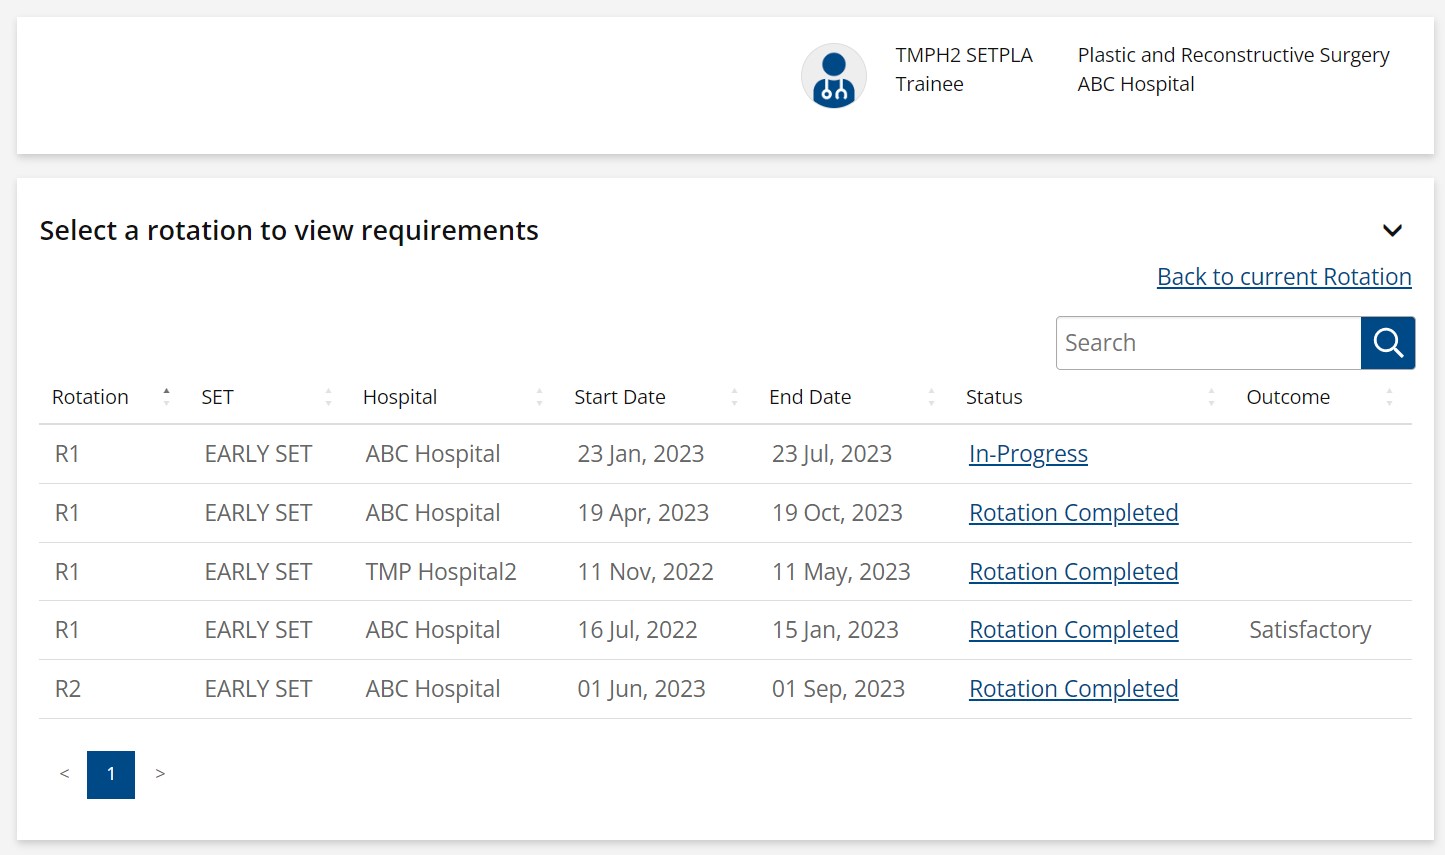 TMPH2 SETPLA Plastic and Reconstructive Surgery
Trainee ABC Hospital
Select a rotation to view requirements
Back to current Rotation
Search
Rotation SET Hospital Start Date End Date Status Outcome
R1 EARLY SET ABC Hospital 23 Jan, 2023 23 Jul, 2023 In-Progress
R1 EARLY SET ABC Hospital 19 Apr, 2023 19 Oct, 2023 Rotation Completed
R1 EARLY SET TMP Hospital2 11 Nov, 2022 11 May, 2023 Rotation Completed
R1 EARLY SET ABC Hospital 16 Jul, 2022 15 Jan, 2023 Rotation Completed Satisfactory
R2 EARLY SET ABC Hospital 01 Jun, 2023 01 Sep, 2023 Rotation Completed
< 1 >